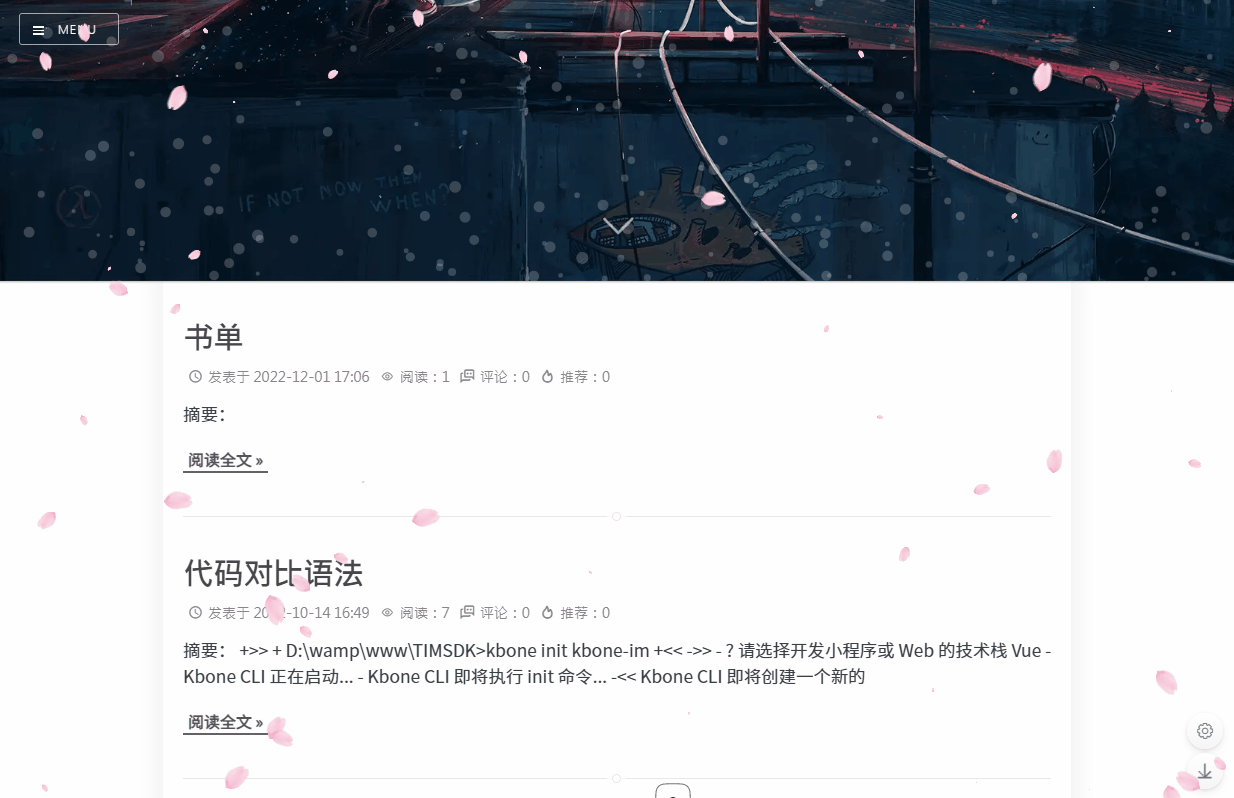 MENU
IF NOT NOW THEN
WHEN?
书单
发表于 2022-12-01 17:06 阅读：1 评论：0 推荐：0
摘要：
阅读全文 »
代码对比语法
发表于 2022-10-14 16:49 阅读：7 评论：0 推荐：0
摘要： +>> + D:\wamp\www\TIMSDK>kbone init kbone-im +<< ->> - ? 请选择开发小程序或 Web 的技术栈 Vue -
Kbone CLI 正在启动... - Kbone CLI 即将执行 init 命令... -<< Kbone CLI 即将创建一个新的
阅读全文 »